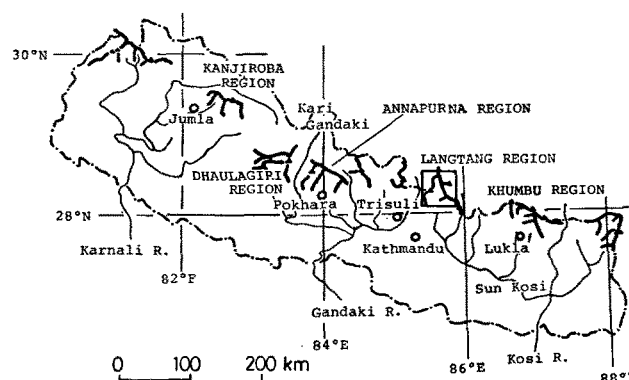 30°N
KANJIROBA
REGION
Jumla
Kari
Gandaki
ANNAPURNA REGION
LANGTANG REGION
DHAULAGIRI
REGION
Pokhara
Trisuli
KHUMBU REGION
28°N
Kathmandu
Lukla
Karnali R.
82°E
Sun Kosi
Gandaki R.
84°E
86°E
Kosi R.
88°E
0 100 200 km